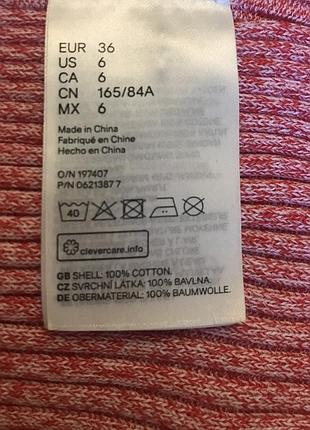 EUR 36
US 6
CA 6
CN 165/84A
MX 6
Made in China
Fabriqué en Chine
Hecho en China
O/N 197407
P/N 0621387 7
40
clevercare.info
GB SHELL: 100% COTTON.
CZ SVRCHNÍ LÁTKA: 100% BAVLNA.
DE OBERMATERIAL: 100% BAUMWOLLE.